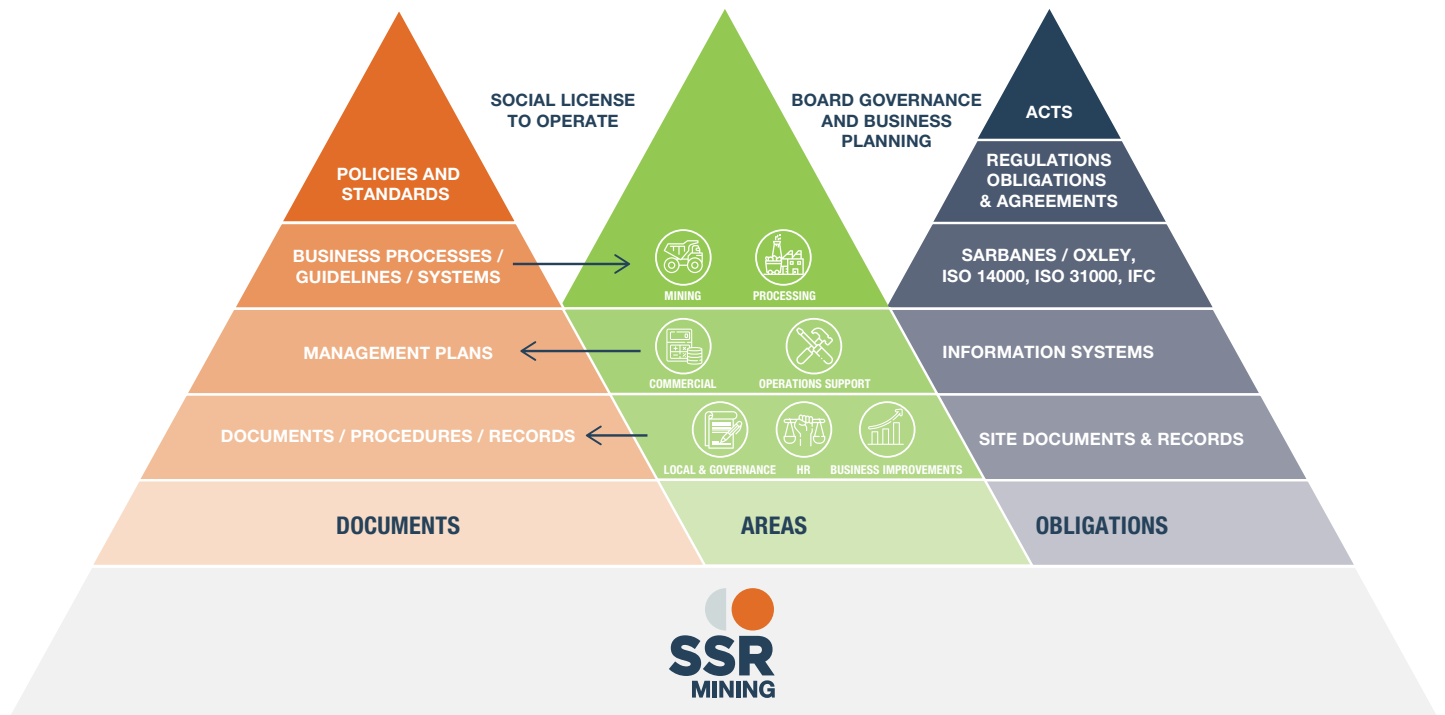 SOCIAL LICENSE
TO OPERATE
BOARD GOVERNANCE
AND BUSINESS
PLANNING
ACTS
POLICIES AND
STANDARDS
REGULATIONS
OBLIGATIONS
& AGREEMENTS
BUSINESS PROCESSES /
GUIDELINES / SYSTEMS
MINING
PROCESSING
SARBANES / OXLEY,
ISO 14000, ISO 31000, IFC
MANAGEMENT PLANS
COMMERCIAL
OPERATIONS SUPPORT
INFORMATION SYSTEMS
DOCUMENTS / PROCEDURES / RECORDS
LOCAL & GOVERNANCE
HR
BUSINESS IMPROVEMENTS
SITE DOCUMENTS & RECORDS
DOCUMENTS
AREAS
OBLIGATIONS
SSR
MINING